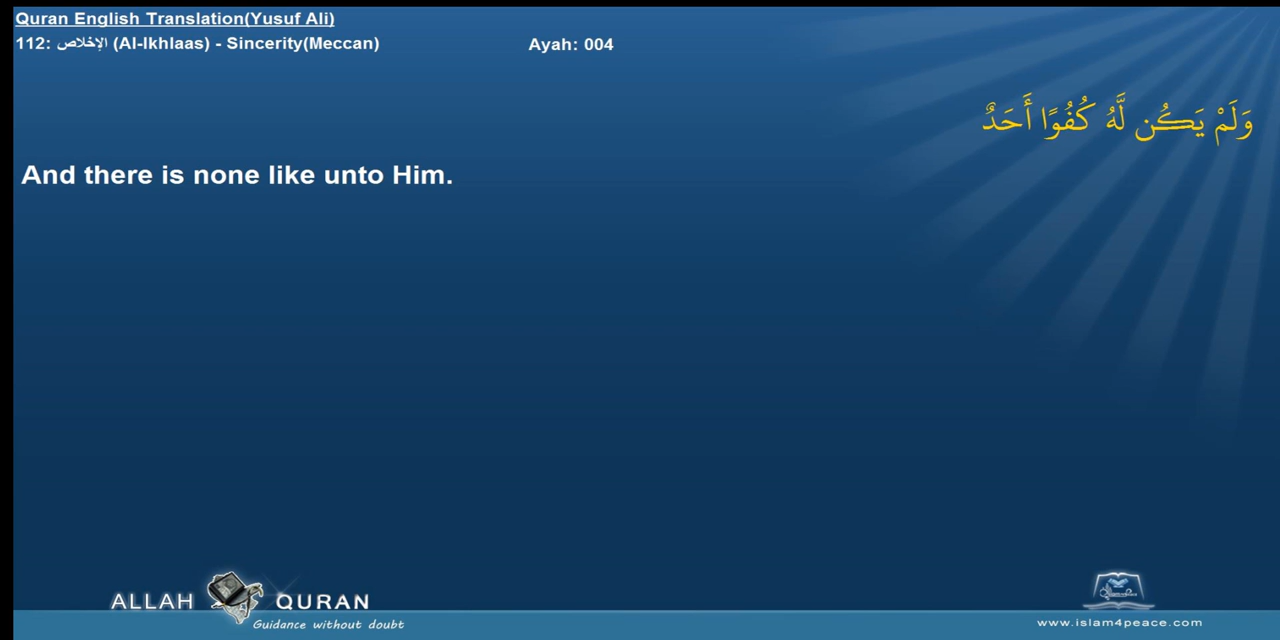 Quran English Translation(Yusuf Ali)
112: الإخلاص (Al-Ikhlaas) - Sincerity(Meccan) Ayah: 004
وَلَمْ يَكُن لَّهُ كُفُوًا أَحَدٌ
And there is none like unto Him.
ALLAH QURAN
Guidance without doubt
www.islam4peace.com